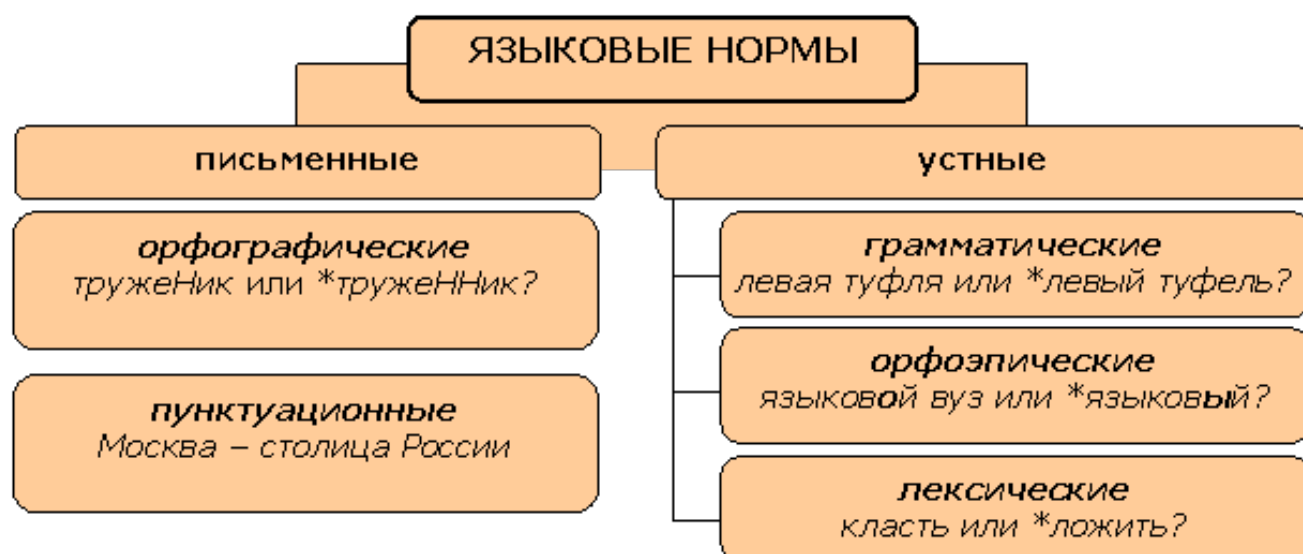 ЯЗЫКОВЫЕ НОРМЫ
письменные
орфографические
тружеНик или *тружеННик?
пунктуационные
Москва – столица России
устные
грамматические
левая туфля или *левый туфель?
орфоэпические
языковой вуз или *языковый?
лексические
класть или *ложить?